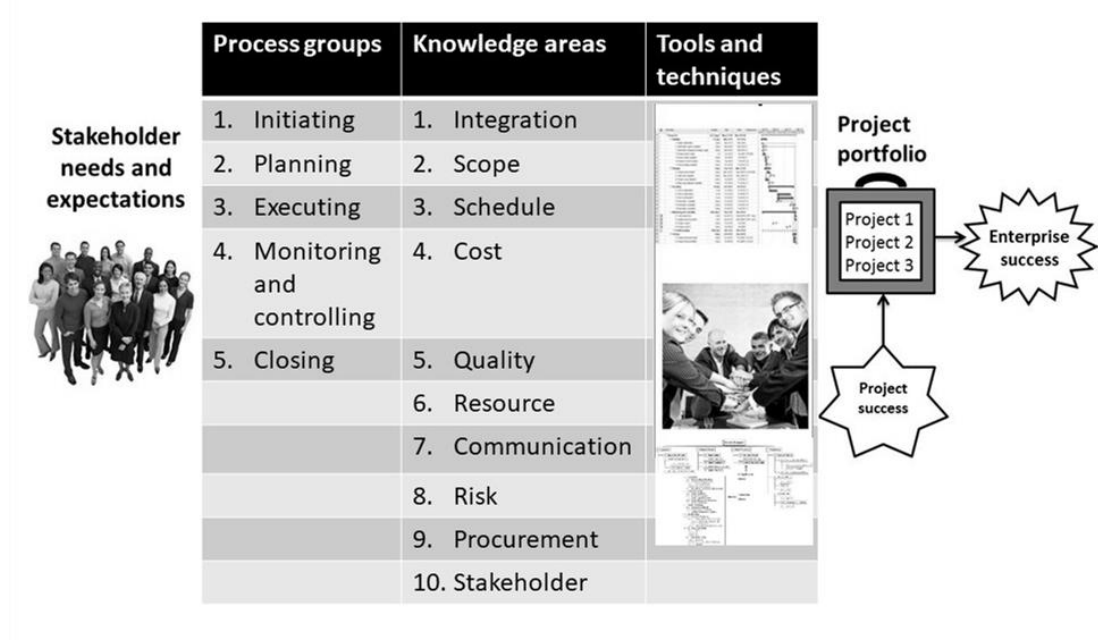 Stakeholder
needs and
expectations
Process groups
Knowledge areas
Tools and
techniques
1. Initiating
1. Integration
2. Planning
2. Scope
3. Executing
3. Schedule
4. Monitoring
and
controlling
4. Cost
5. Closing
5. Quality
6. Resource
7. Communication
8. Risk
9. Procurement
10. Stakeholder
Project
portfolio
Project 1
Project 2
Project 3
Enterprise
success
Project
success